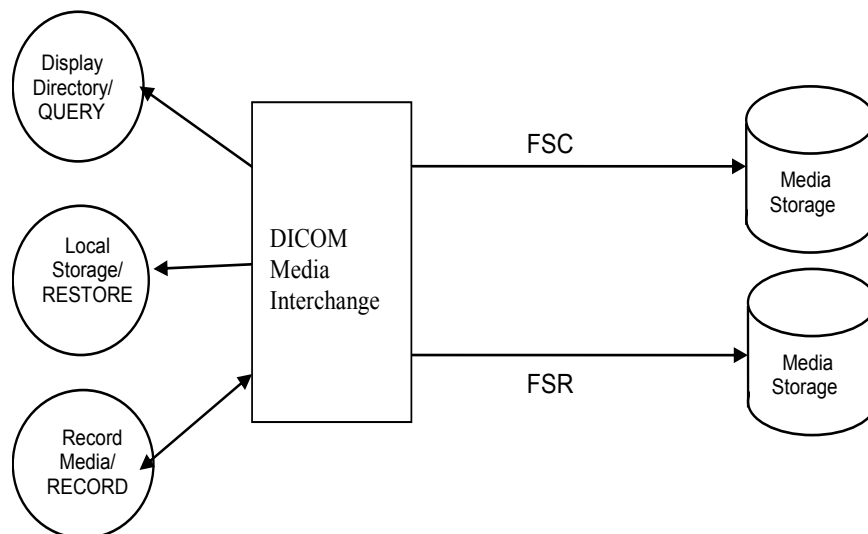 Display
Directory/
QUERY
Local
Storage/
RESTORE
Record
Media/
RECORD
DICOM
Media
Interchange
FSC
FSR
Media
Storage
Media
Storage